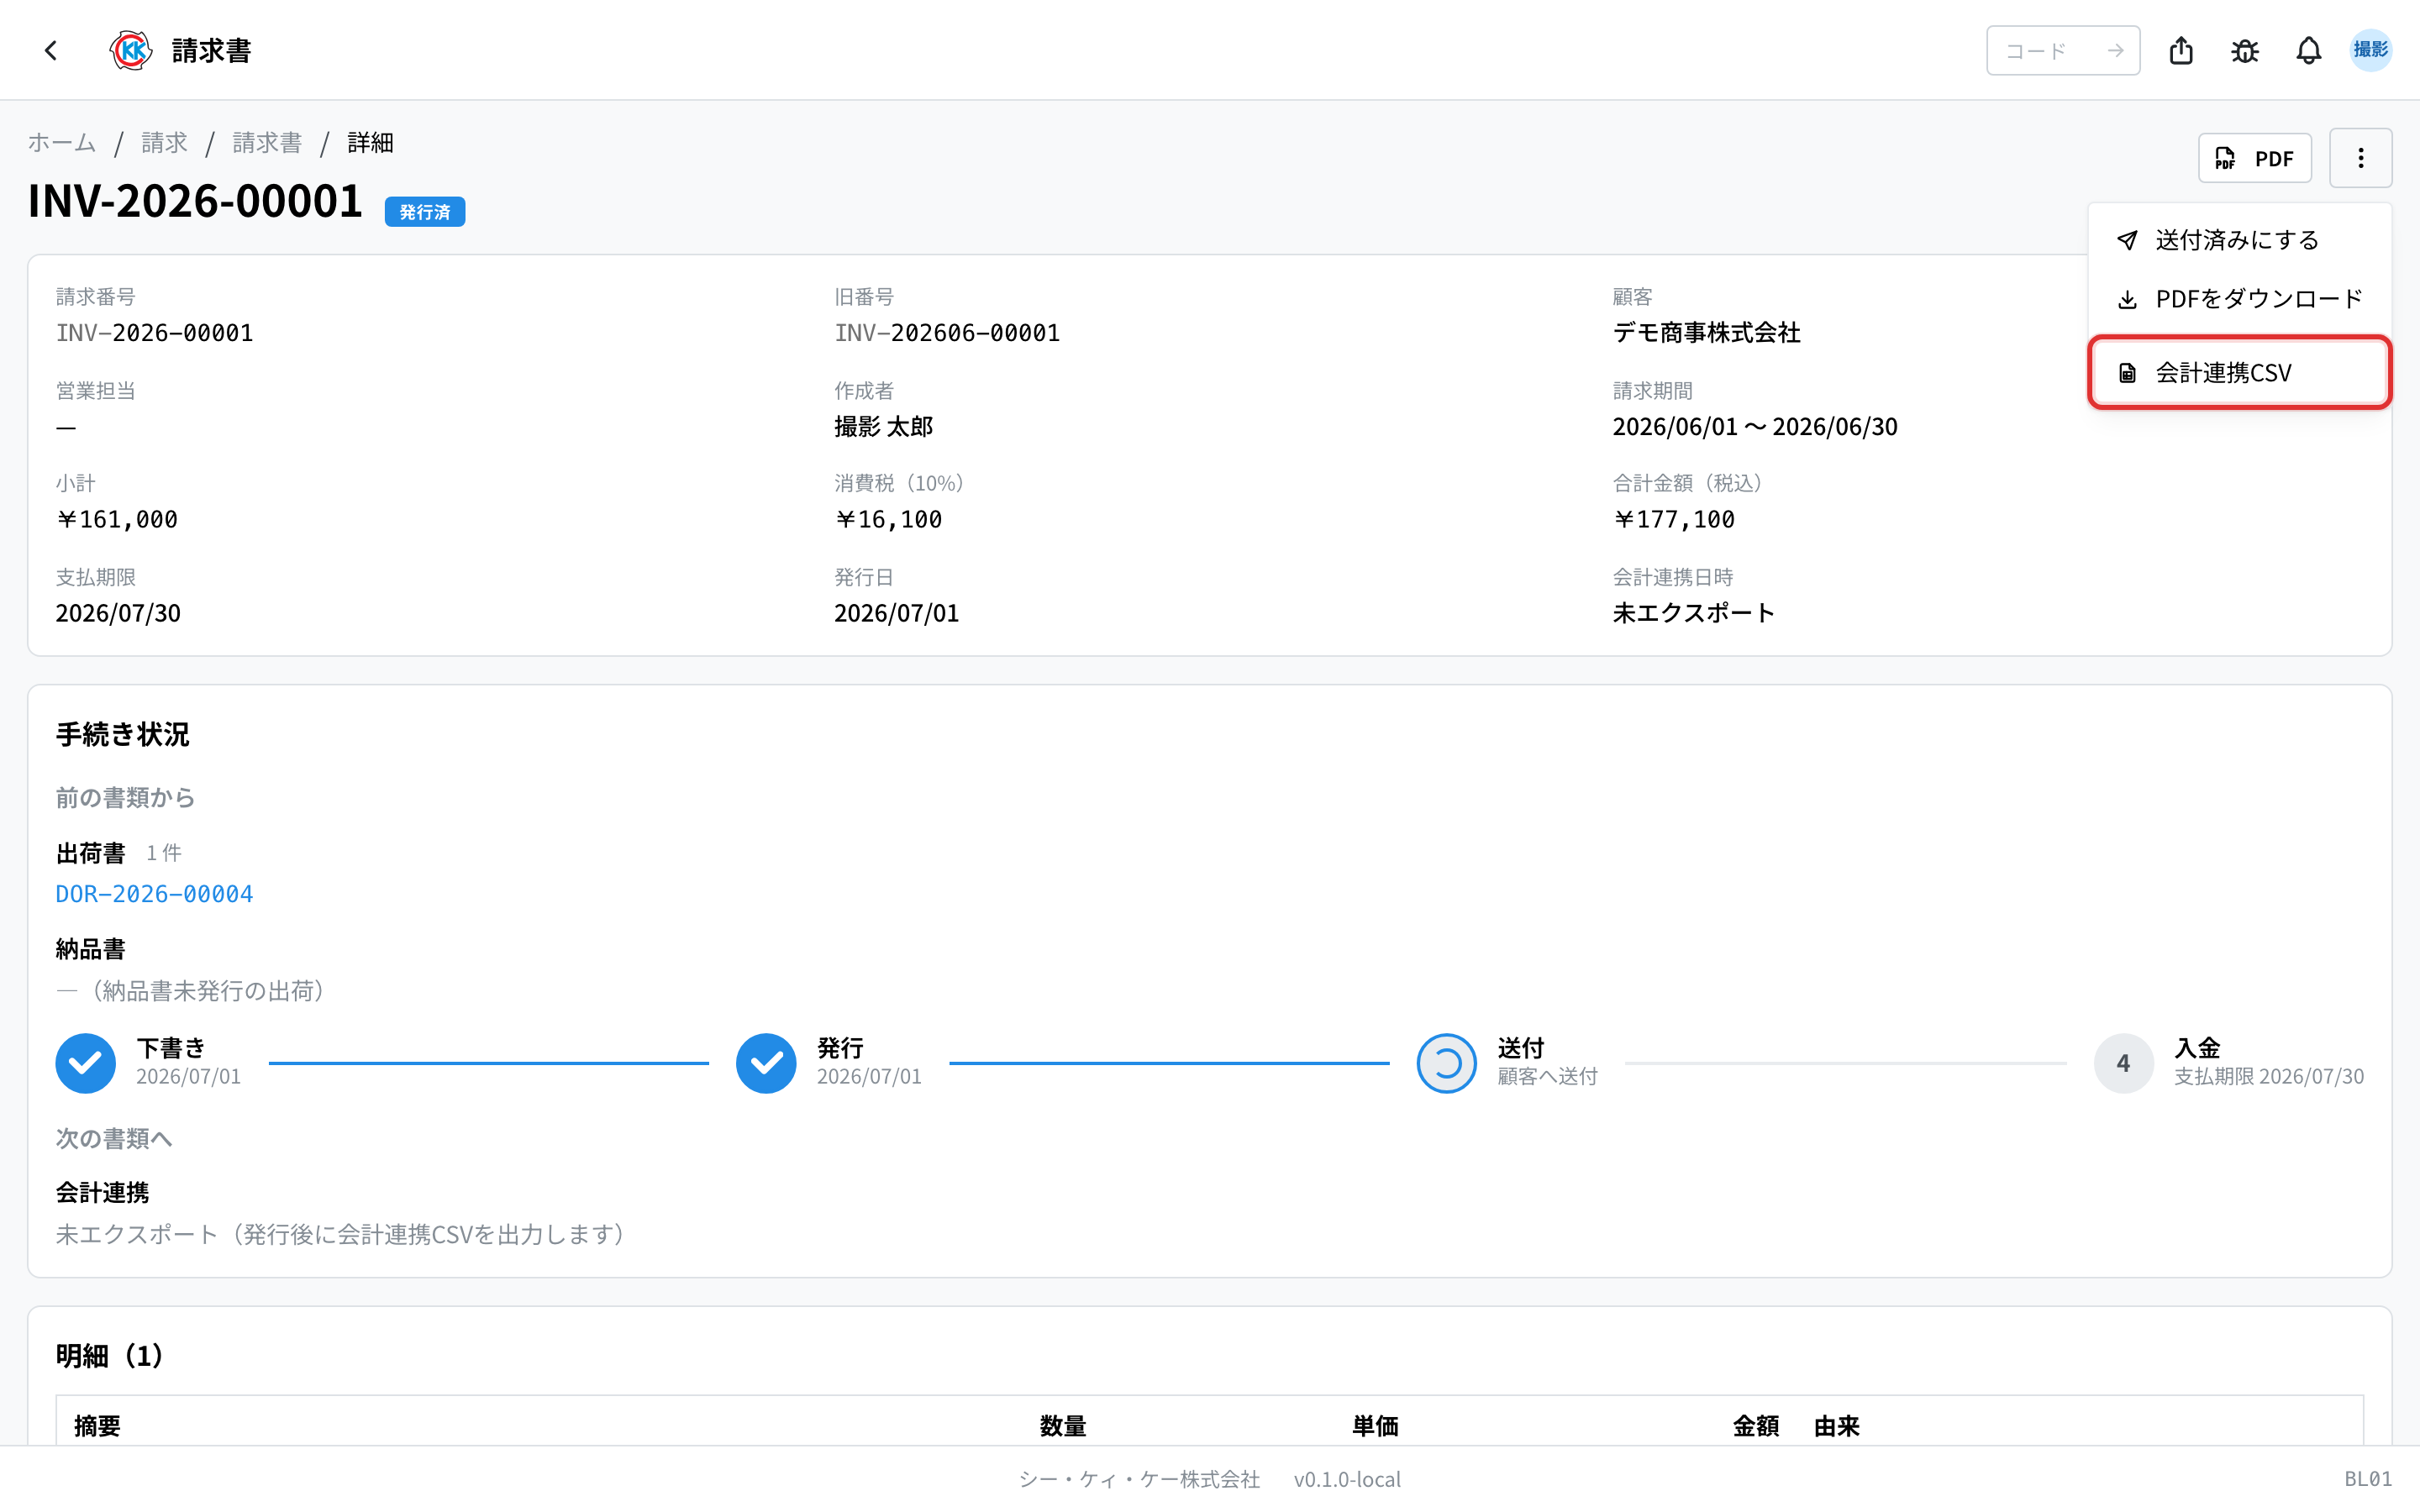 CKK 請求書
コード
撮影
ホーム / 請求 / 請求書 / 詳細
PDF PDF
INV-2026-00001 発行済
送付済みにする
PDFをダウンロード
会計連携CSV
請求番号 旧番号 顧客
INV-2026-00001 INV-202606-00001 デモ商事株式会社
営業担当 作成者 請求期間
— 撮影 太郎 2026/06/01 〜 2026/06/30
小計 消費税（10%） 合計金額（税込）
￥161,000 ￥16,100 ￥177,100
支払期限 発行日 会計連携日時
2026/07/30 2026/07/01 未エクスポート
手続き状況
前の書類から
出荷書 1 件
DOR-2026-00004
納品書
—（納品書未発行の出荷）
下書き 発行 送付 4 入金
2026/07/01 2026/07/01 顧客へ送付 支払期限 2026/07/30
次の書類へ
会計連携
未エクスポート（発行後に会計連携CSVを出力します）
明細（1）
摘要 数量 単価 金額 由来
シー・ケィ・ケー株式会社 v0.1.0-local
BL01